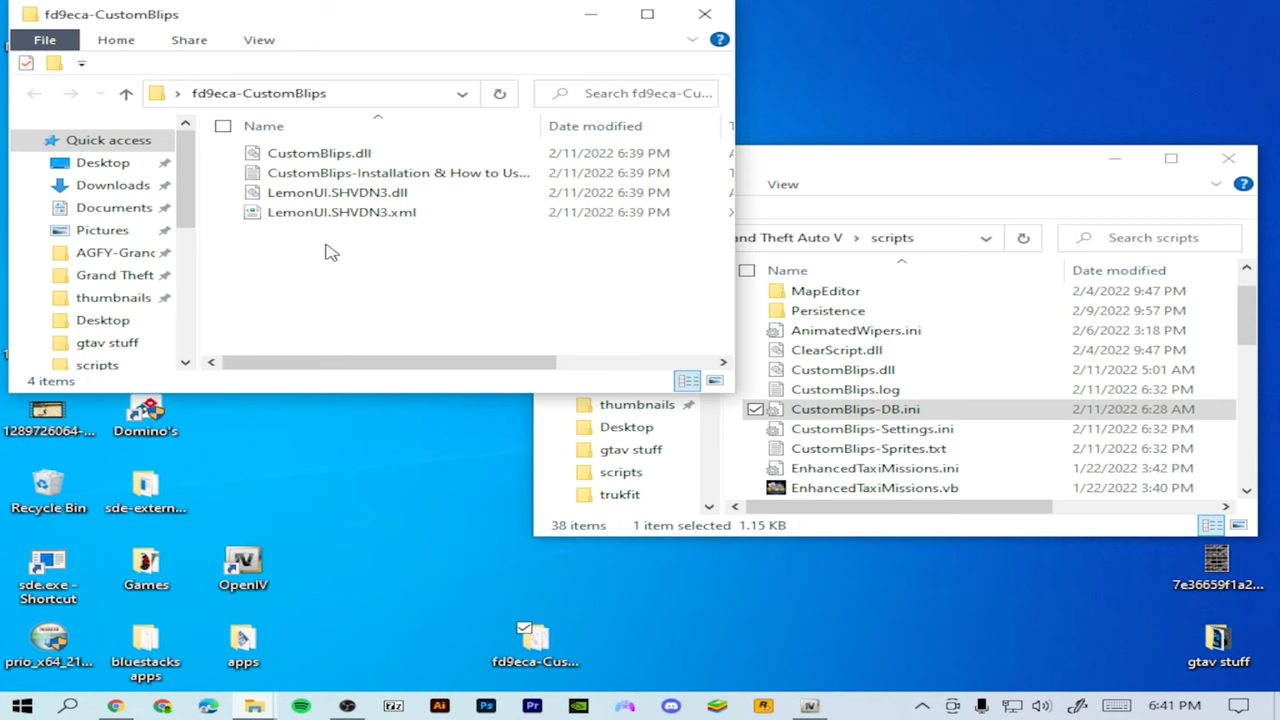 fd9eca-CustomBlips
File Home Share View
fd9eca-CustomBlips
Search fd9eca-Cu...
Name Date modified
Quick access
Desktop
Downloads
Documents
Pictures
AGFY-Granc
Grand Theft
thumbnails
Desktop
gtav stuff
scripts
CustomBlips.dll 2/11/2022 6:39 PM
CustomBlips-Installation & How to Us... 2/11/2022 6:39 PM
LemonUI.SHVDN3.dll 2/11/2022 6:39 PM
LemonUI.SHVDN3.xml 2/11/2022 6:39 PM
4 items
View
and Theft Auto V scripts
Search scripts
Name Date modified
MapEditor 2/4/2022 9:47 PM
Persistence 2/9/2022 9:57 PM
AnimatedWipers.ini 2/6/2022 3:18 PM
ClearScript.dll 2/4/2022 9:47 PM
CustomBlips.dll 2/11/2022 5:01 AM
CustomBlips.log 2/11/2022 6:32 PM
CustomBlips-DB.ini 2/11/2022 6:28 AM
CustomBlips-Settings.ini 2/11/2022 6:32 PM
CustomBlips-Sprites.txt 2/11/2022 6:32 PM
EnhancedTaxiMissions.ini 1/22/2022 3:42 PM
EnhancedTaxiMissions.vb 1/22/2022 3:40 PM
thumbnails
Desktop
gtav stuff
scripts
trukfit
38 items 1 item selected 1.15 KB
1289726064-...
Domino's
Recycle Bin
sde-extern...
sde.exe -
Shortcut
Games
OpenIV
prio_x64_21...
bluestacks
apps
apps
fd9eca-Cus...
7e36659f1a2...
gtav stuff
Ai Ps Pr
6:41 PM